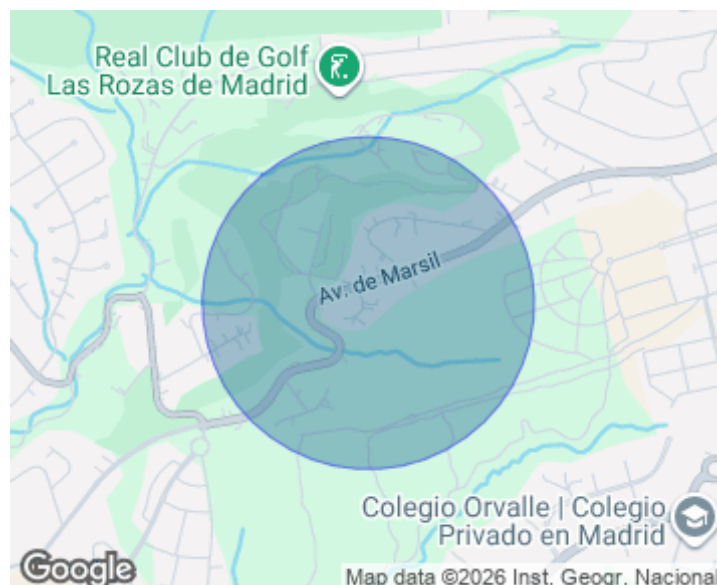 Real Club de Golf
Las Rozas de Madrid
Av. de Marsil
Colegio Orvalle | Colegio
Privado en Madrid
Google
Map data ©2026 Inst. Geogr. Nacional